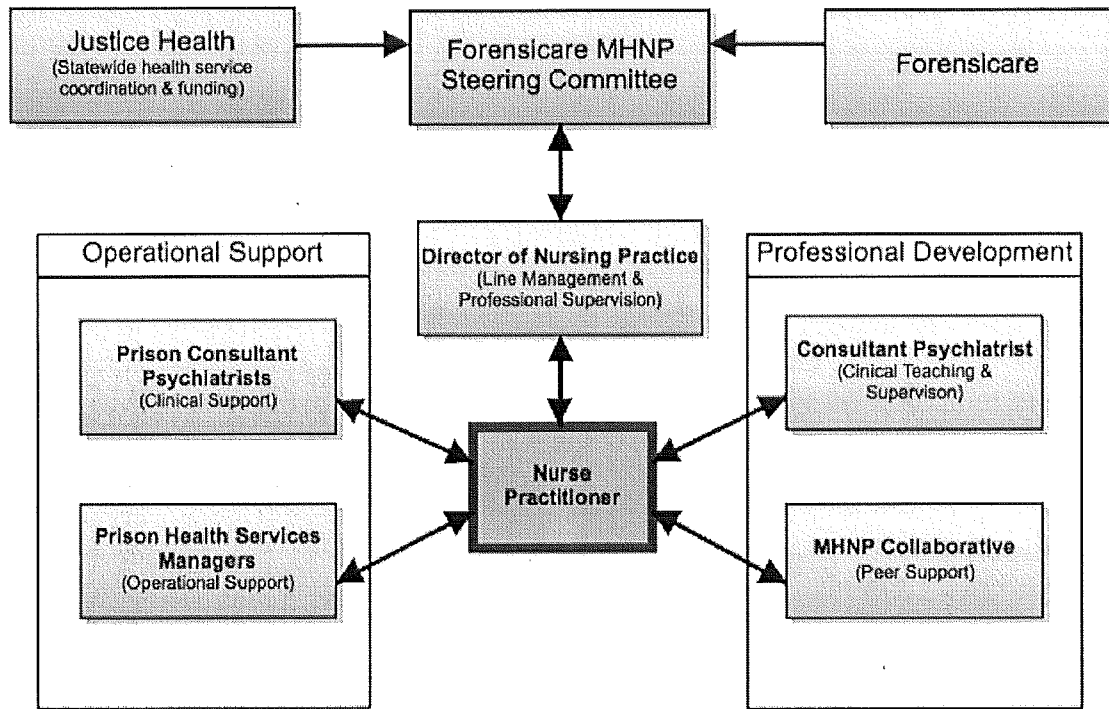 Justice Health
(Statewide health service
coordination & funding)
Forensicare MHNP
Steering Committee
Forensicare
Operational Support
Director of Nursing Practice
(Line Management &
Professional Supervision)
Professional Development
Prison Consultant
Psychiatrists
(Clinical Support)
Consultant Psychiatrist
(Cinical Teaching &
Supervison)
Nurse
Practitioner
Prison Health Services
Managers
(Operational Support)
MHNP Collaborative
(Peer Support)